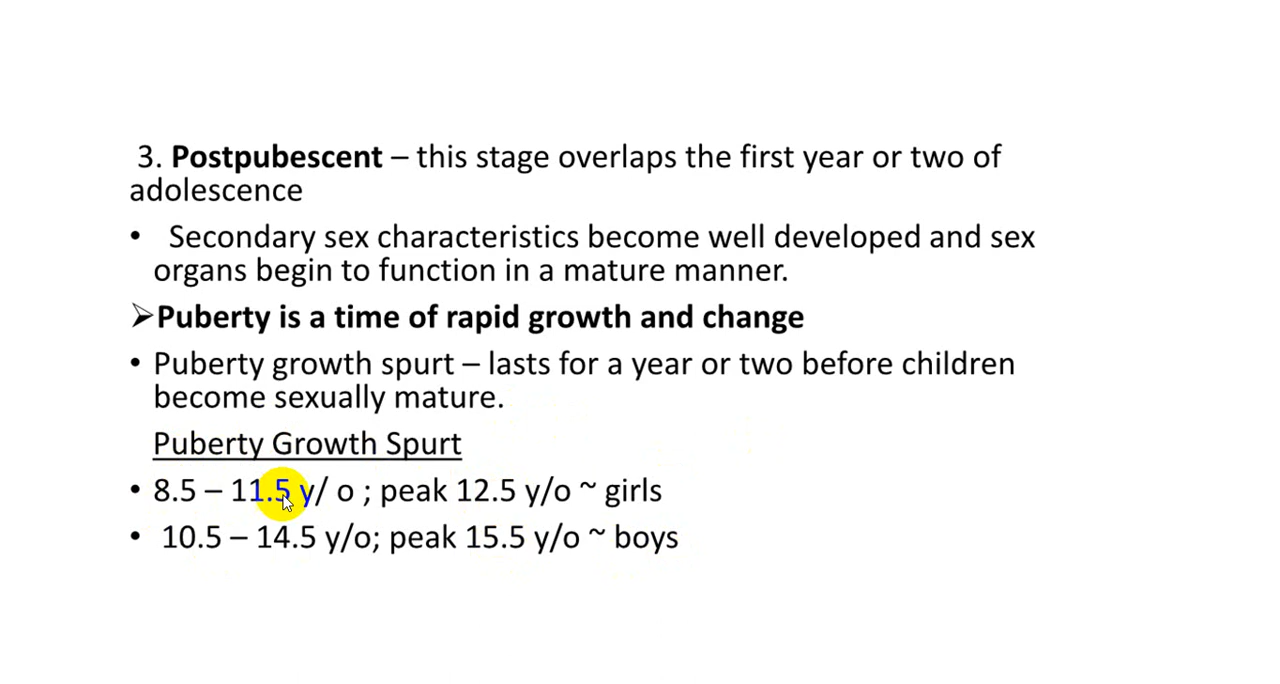 3. Postpubescent – this stage overlaps the first year or two of
adolescence
• Secondary sex characteristics become well developed and sex
organs begin to function in a mature manner.
➢Puberty is a time of rapid growth and change
• Puberty growth spurt – lasts for a year or two before children
become sexually mature.
Puberty Growth Spurt
• 8.5 – 11.5 y/ o ; peak 12.5 y/o ~ girls
• 10.5 – 14.5 y/o; peak 15.5 y/o ~ boys